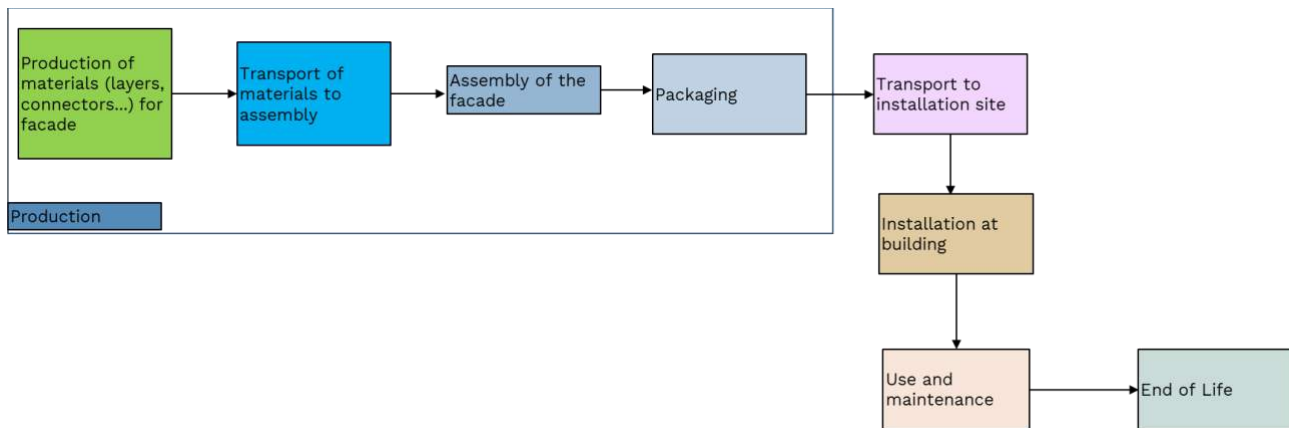 Production of
materials (layers,
connectors...) for
facade
Transport of
materials to
assembly
Assembly of the
facade
Packaging
Transport to
installation site
Production
Installation at
building
Use and
maintenance
End of Life